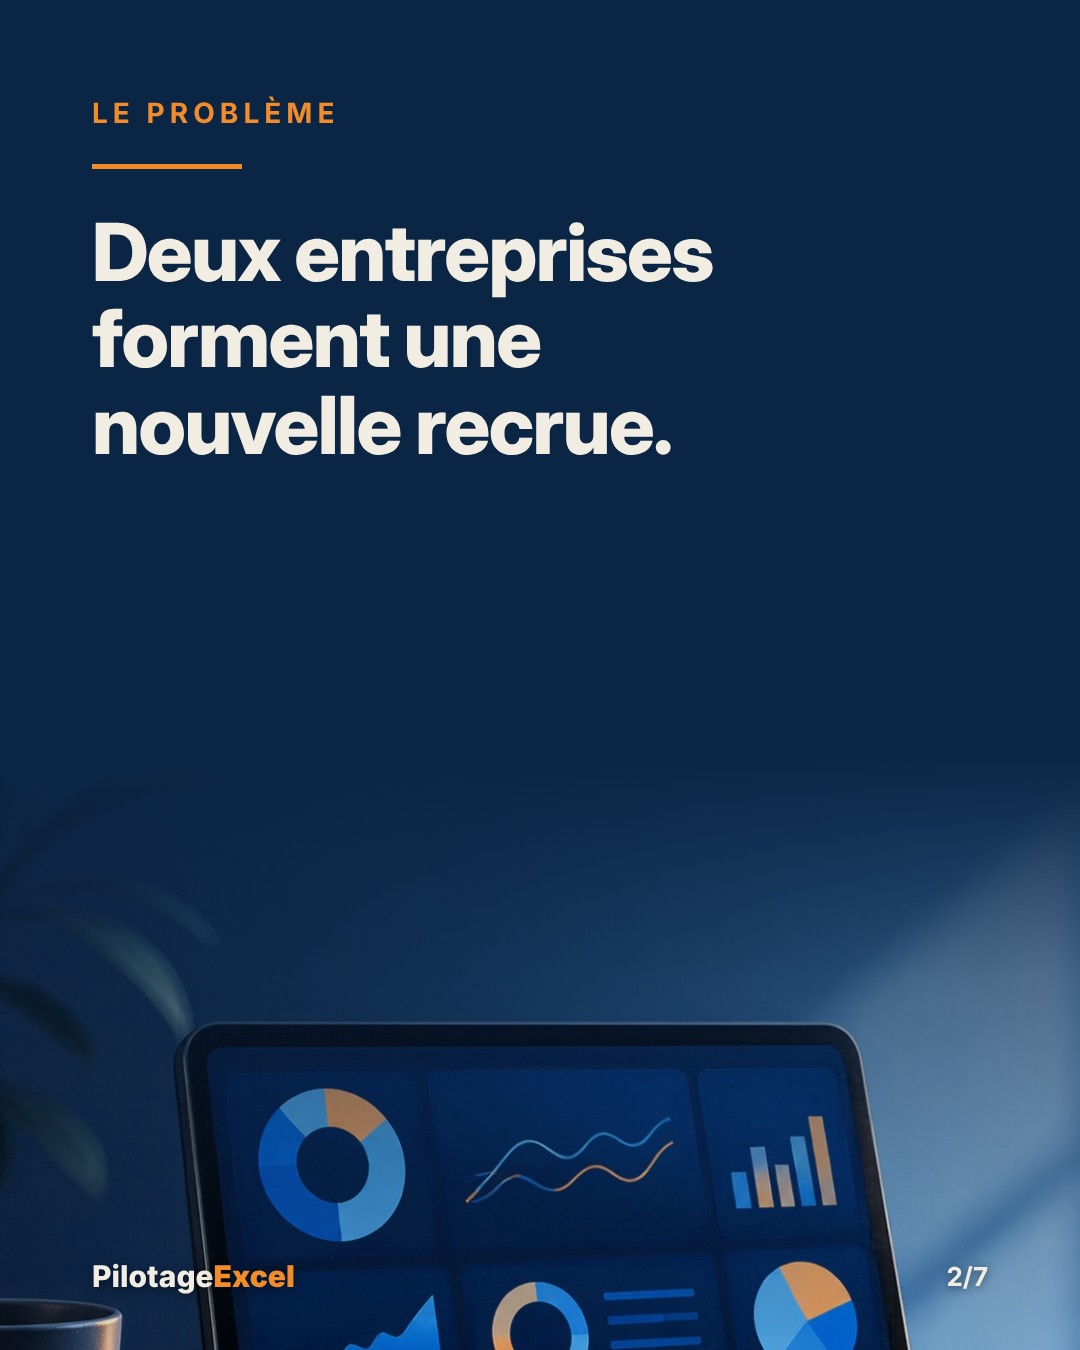 LE PROBLÈME
Deux entreprises
forment une
nouvelle recrue.
PilotageExcel
2/7